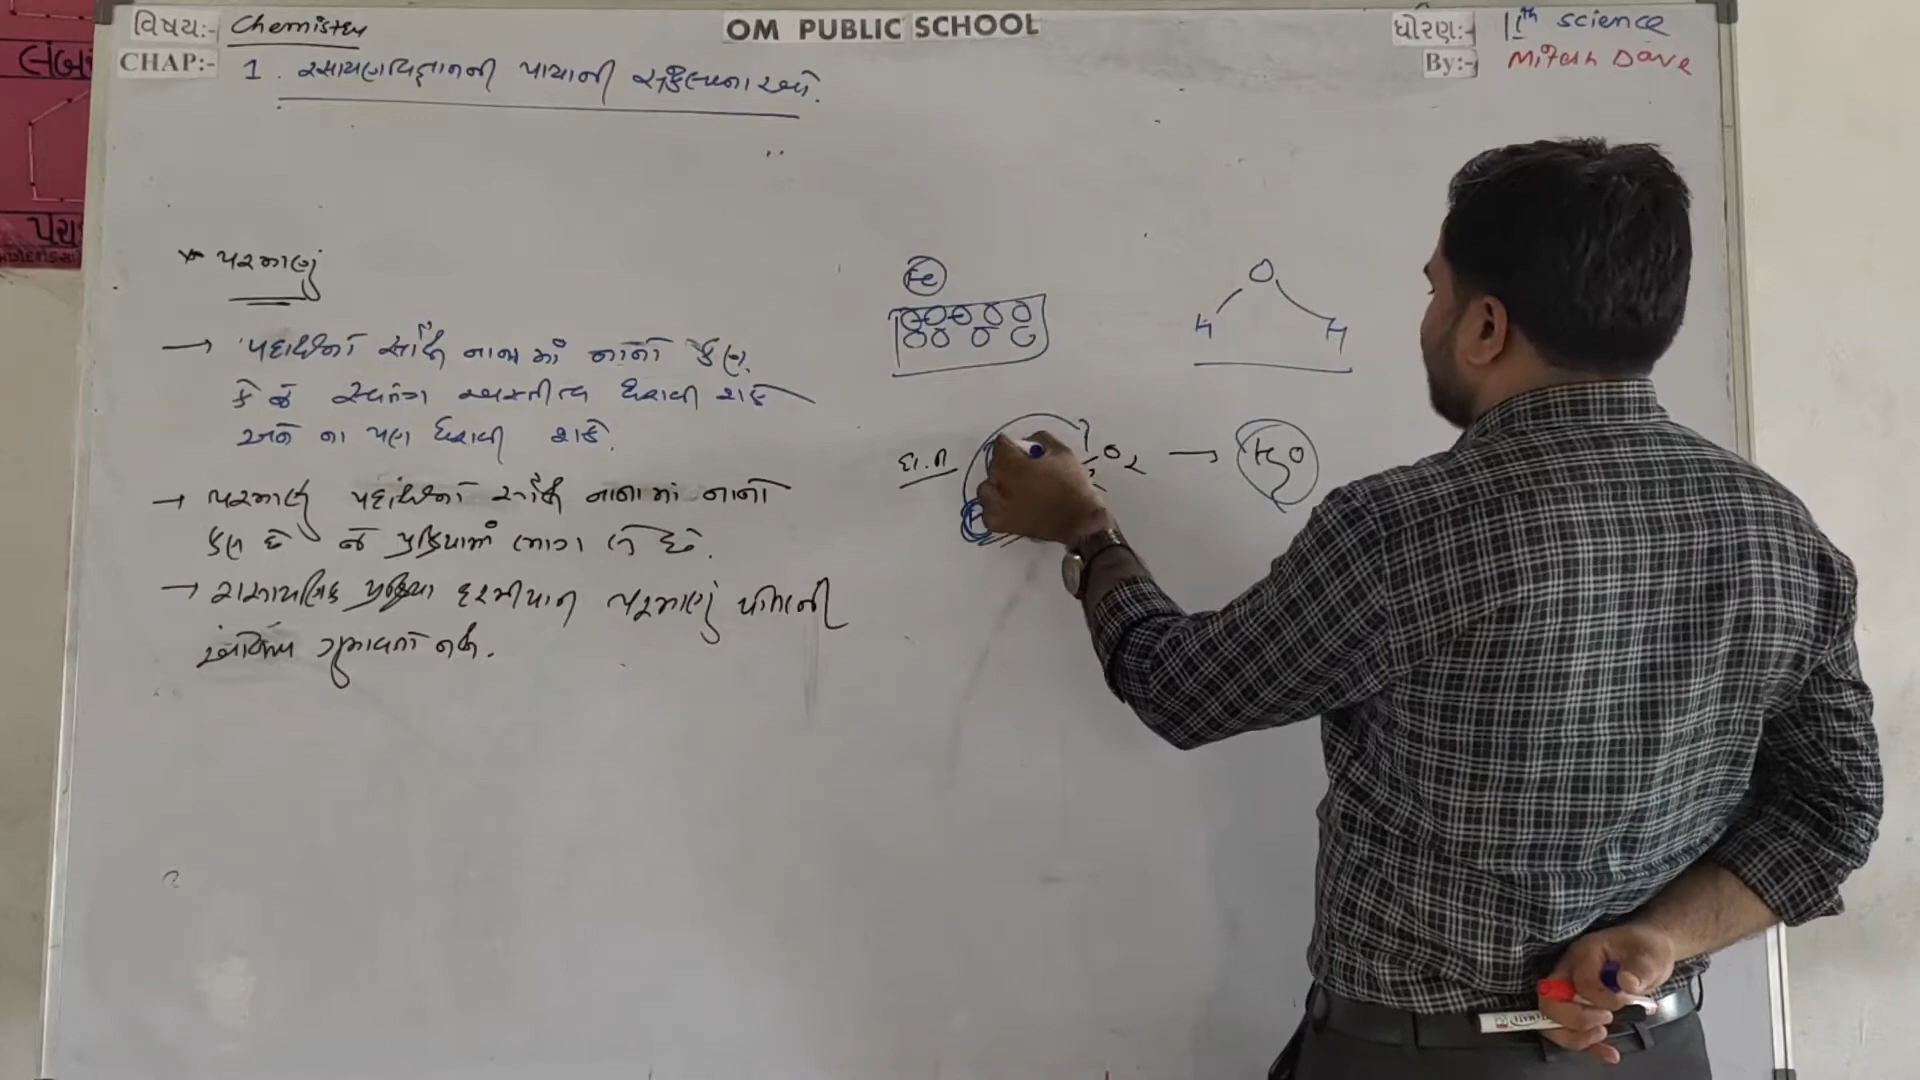 વિષય:- Chemistry
OM PUBLIC SCHOOL
ધોરણ:- 11th science
CHAP:- 1. રસાયણવિજ્ઞાનની પાયાની સંકલ્પનાઓ.
By:- Mitesh Dave
લંબ
* પરમાણું
→ પદાર્થનો સૌથી નાના માં નાનો કણ.
કે જે સ્વતંત્ર અસ્તીત્વ ધરાવી શકે
અને ના પણ ધરાવી શકે.
→ પરમાણું પદાર્થનો સૌથી નાનામાં નાનો
કણ છે જે પ્રક્રિયામાં ભાગ લે છે.
→ રાસાયણિક પ્રક્રિયા દરમીયાન પરમાણું પોતાની
ગુમાવતો નથી.
Fe
O
H H
દા.ત
O2 → H2O